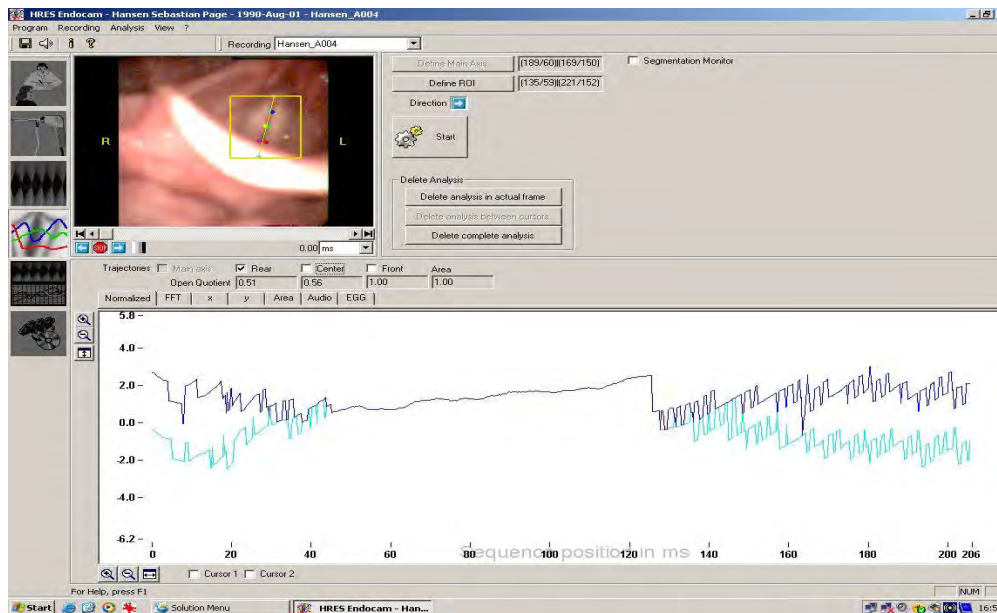 HRES Endocam - Hansen Sebastian Page - 1990-Aug-01 - Hansen_A004
Program Recording Analysis View ?
Recording Hansen_A004
Define Main Axis (189/60)|(169/150) Segmentation Monitor
Define ROI (135/59)|(221/152)
Direction
R L
Start
Delete Analysis
Delete analysis in actual frame
Delete analysis between cursors
Delete complete analysis
STOP 0.00 ms
Trajectories Main axis Rear Center Front Area
Open Quotient 0.51 0.56 1.00 1.00
Normalized FFT x y Area Audio EGG
5.8
4.0
2.0
0.0
-2.0
-4.0
-6.2
0 20 40 60 80 100 120 140 160 180 200 206
Sequence position in ms
Cursor 1 Cursor 2
For Help, press F1 NUM
Start Solution Menu HRES Endocam - Han...